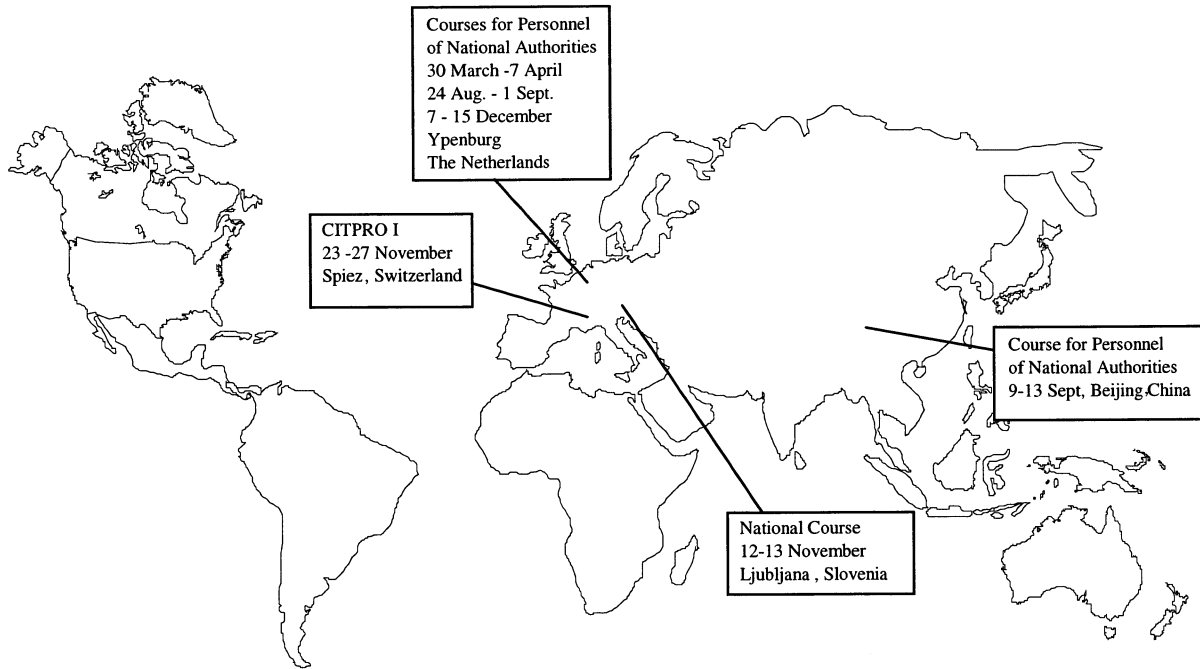 Courses for Personnel
of National Authorities
30 March -7 April
24 Aug. - 1 Sept.
7 - 15 December
Ypenburg
The Netherlands
CITPRO I
23 -27 November
Spiez, Switzerland
Course for Personnel
of National Authorities
9-13 Sept, Beijing,China
National Course
12-13 November
Ljubljana , Slovenia